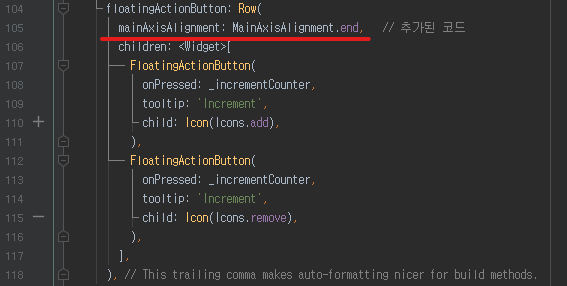 104 floatingActionButton: Row(
105 mainAxisAlignment: MainAxisAlignment.end, // 추가된 코드
106 children: <Widget>[
107 FloatingActionButton(
108 onPressed: _incrementCounter,
109 tooltip: 'Increment',
110 child: Icon(Icons.add),
111 ),
112 FloatingActionButton(
113 onPressed: _incrementCounter,
114 tooltip: 'Increment',
115 child: Icon(Icons.remove),
116 ),
117 ],
118 ), // This trailing comma makes auto-formatting nicer for build methods.